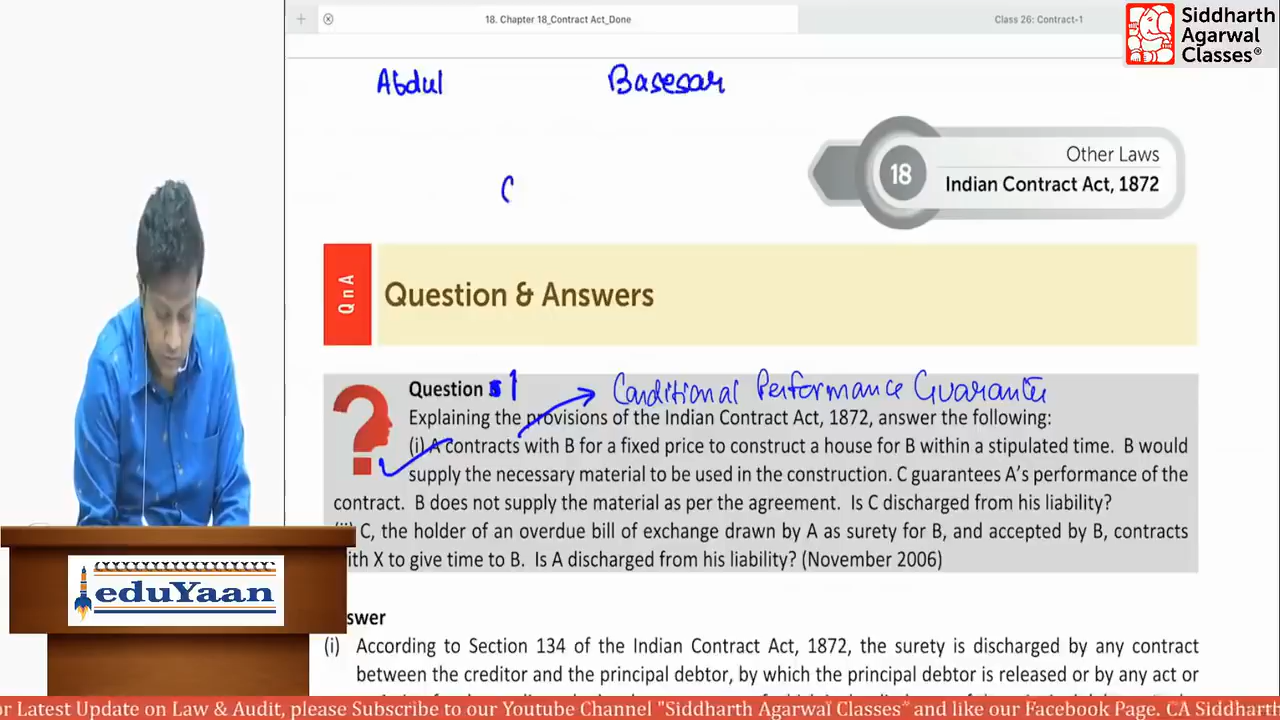 18. Chapter 18_Contract Act_Done
Class 26: Contract-1
Siddharth
Agarwal
Classes®
Abdul Basesar
C
18
Other Laws
Indian Contract Act, 1872
QnA
Question & Answers
Question 1
Conditional Performance Guarantee
Explaining the provisions of the Indian Contract Act, 1872, answer the following:
(i) A contracts with B for a fixed price to construct a house for B within a stipulated time. B would
supply the necessary material to be used in the construction. C guarantees A's performance of the
contract. B does not supply the material as per the agreement. Is C discharged from his liability?
C, the holder of an overdue bill of exchange drawn by A as surety for B, and accepted by B, contracts
with X to give time to B. Is A discharged from his liability? (November 2006)
eduYaan
(i) According to Section 134 of the Indian Contract Act, 1872, the surety is discharged by any contract
between the creditor and the principal debtor, by which the principal debtor is released or by any act or
or Latest Update on Law & Audit, please Subscribe to our Youtube Channel "Siddharth Agarwal Classes" and like our Facebook Page. CA Siddharth